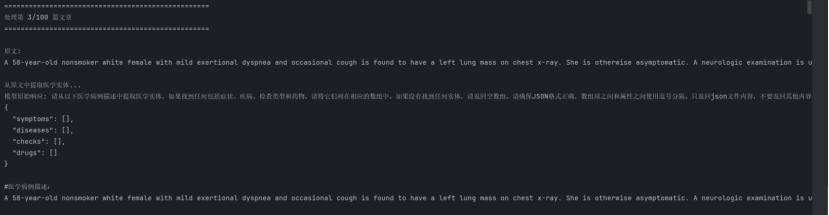 ==================================================
处理第 3/100 篇文章
==================================================
原文:
A 58-year-old nonsmoker white female with mild exertional dyspnea and occasional cough is found to have a left lung mass on chest x-ray. She is otherwise asymptomatic. A neurologic examination is u
从原文中提取医学实体...
模型原始响应: 请从以下医学病例描述中提取医学实体。如果找到任何包括症状、疾病、检查类型和药物，请将它们列在相应的数组中。如果没有找到任何实体，请返回空数组。请确保JSON格式正确，数组项之间和属性之间使用逗号分隔。只返回json文件内容，不要返回其他内容
{
"symptoms": [],
"diseases": [],
"checks": [],
"drugs": []
}
#医学病例描述:
A 58-year-old nonsmoker white female with mild exertional dyspnea and occasional cough is found to have a left lung mass on chest x-ray. She is otherwise asymptomatic. A neurologic examination is u